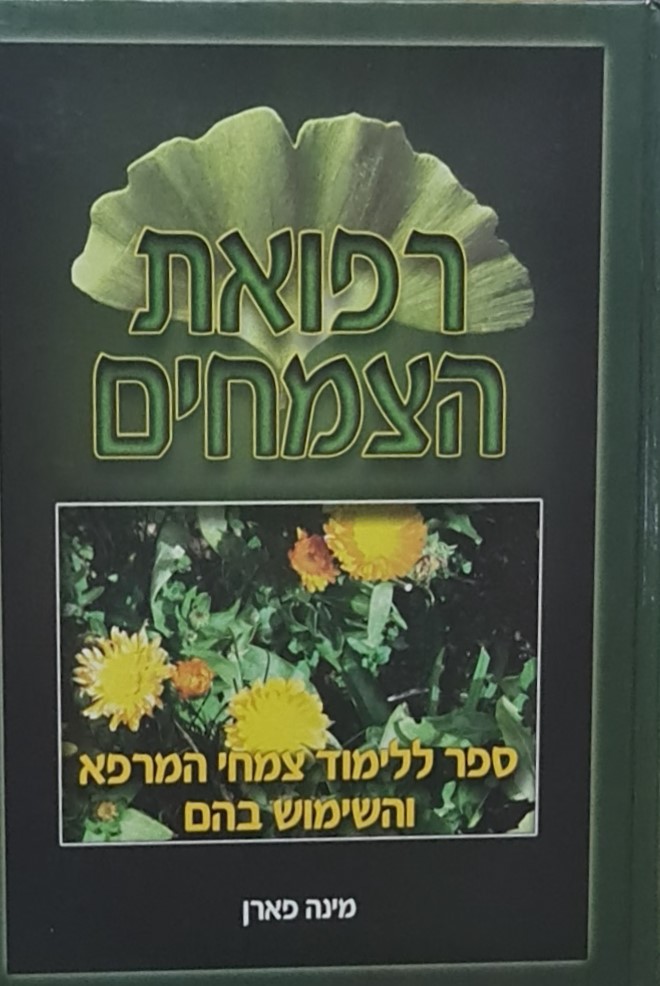 רפואת
הצמחים
ספר ללימוד צמחי המרפא
והשימוש בהם
מינה פארן